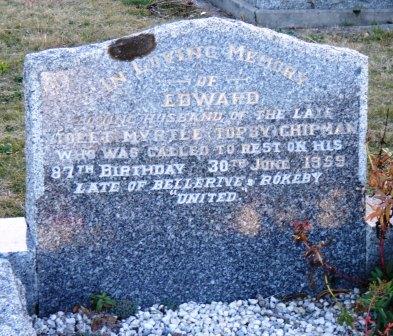 IN LOVING MEMORY
OF
EDWARD
LOVING HUSBAND OF THE LATE
MYRTLE (TOPPY) CHIPMAN
WHO WAS CALLED TO REST ON HIS
87TH BIRTHDAY 30TH JUNE 1959
LATE OF BELLERIVE & ROKEBY
UNITED.